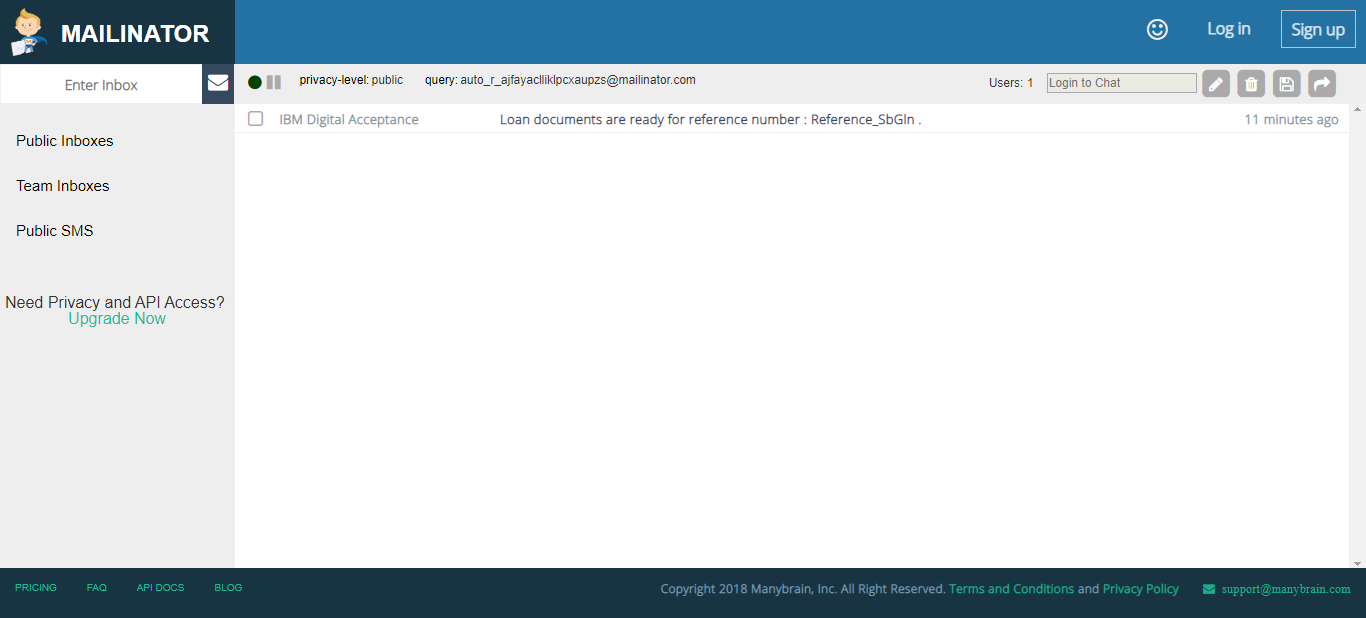 MAILINATOR
Log in
Sign up
Enter Inbox
privacy-level: public
query: auto_r_ajfayaclliklpcxaupzs@mailinator.com
Users: 1
Login to Chat
Public Inboxes
Team Inboxes
Public SMS
Need Privacy and API Access?
Upgrade Now
IBM Digital Acceptance
Loan documents are ready for reference number : Reference_SbGln .
11 minutes ago
PRICING
FAQ
API DOCS
BLOG
Copyright 2018 Manybrain, Inc. All Right Reserved. Terms and Conditions and Privacy Policy
support@manybrain.com